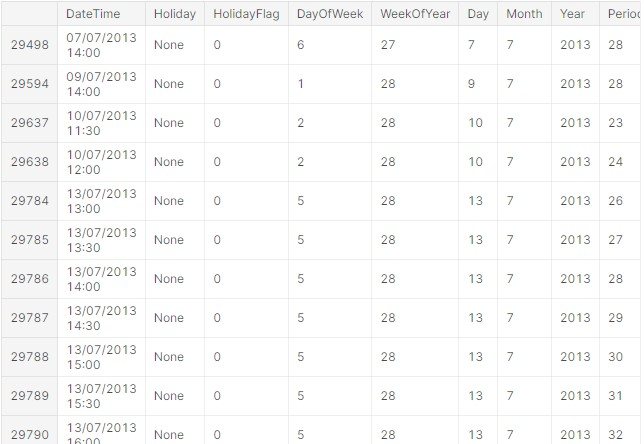 DateTime Holiday HolidayFlag DayOfWeek WeekOfYear Day Month Year Perio
29498 07/07/2013 14:00 None 0 6 27 7 7 2013 28
29594 09/07/2013 14:00 None 0 1 28 9 7 2013 28
29637 10/07/2013 11:30 None 0 2 28 10 7 2013 23
29638 10/07/2013 12:00 None 0 2 28 10 7 2013 24
29784 13/07/2013 13:00 None 0 5 28 13 7 2013 26
29785 13/07/2013 13:30 None 0 5 28 13 7 2013 27
29786 13/07/2013 14:00 None 0 5 28 13 7 2013 28
29787 13/07/2013 14:30 None 0 5 28 13 7 2013 29
29788 13/07/2013 15:00 None 0 5 28 13 7 2013 30
29789 13/07/2013 15:30 None 0 5 28 13 7 2013 31
29790 13/07/2013 16:00 None 0 5 28 13 7 2013 32